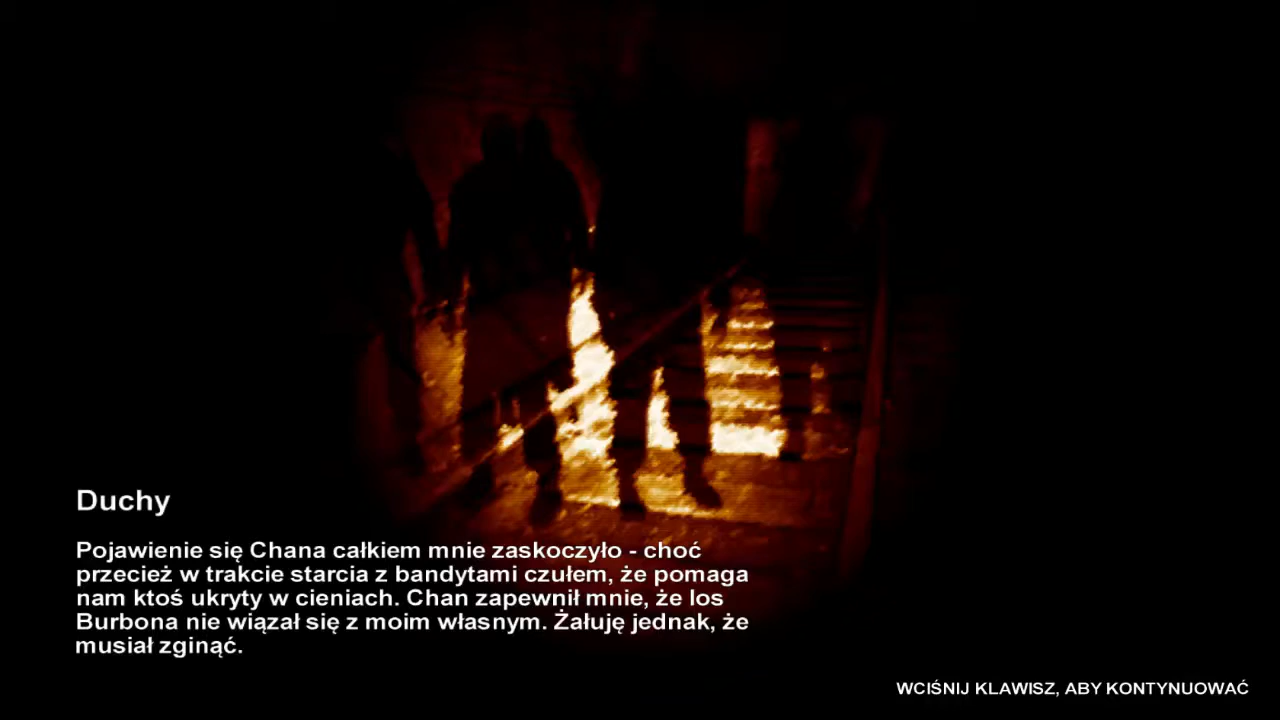 Duchy
Pojawienie się Chana całkiem mnie zaskoczyło - choć
przecież w trakcie starcia z bandytami czułem, że pomaga
nam ktoś ukryty w cieniach. Chan zapewnił mnie, że los
Burbona nie wiązał się z moim własnym. Żałuję jednak, że
musiał zginąć.
WCIŚNIJ KLAWISZ, ABY KONTYNUOWAĆ